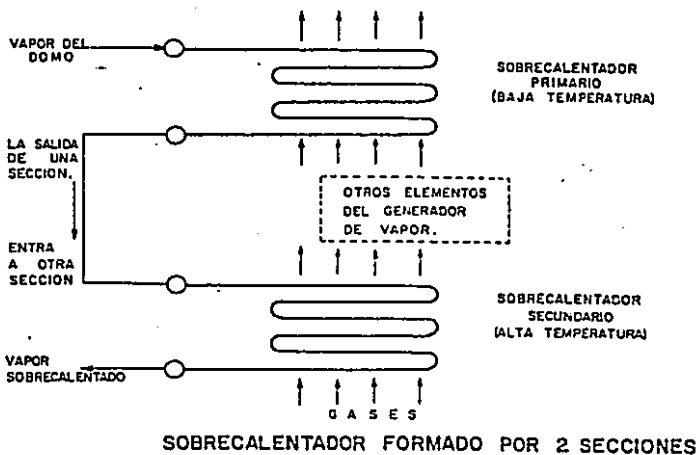 VAPOR DEL
DOMO
SOBRECALENTADOR
PRIMARIO
(BAJA TEMPERATURA)
LA SALIDA
DE UNA
SECCION.
OTROS ELEMENTOS
DEL GENERADOR
DE VAPOR.
ENTRA
A OTRA
SECCION
SOBRECALENTADOR
SECUNDARIO
(ALTA TEMPERATURA)
VAPOR
SOBRECALENTADO
GASES
SOBRECALENTADOR FORMADO POR 2 SECCIONES